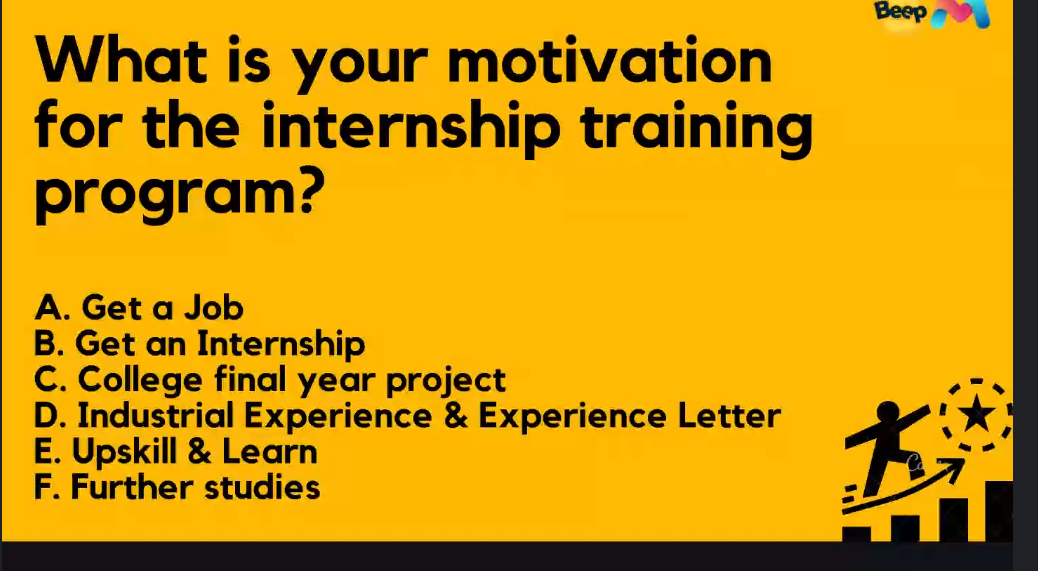 Beep
What is your motivation
for the internship training
program?
A. Get a Job
B. Get an Internship
C. College final year project
D. Industrial Experience & Experience Letter
E. Upskill & Learn
F. Further studies